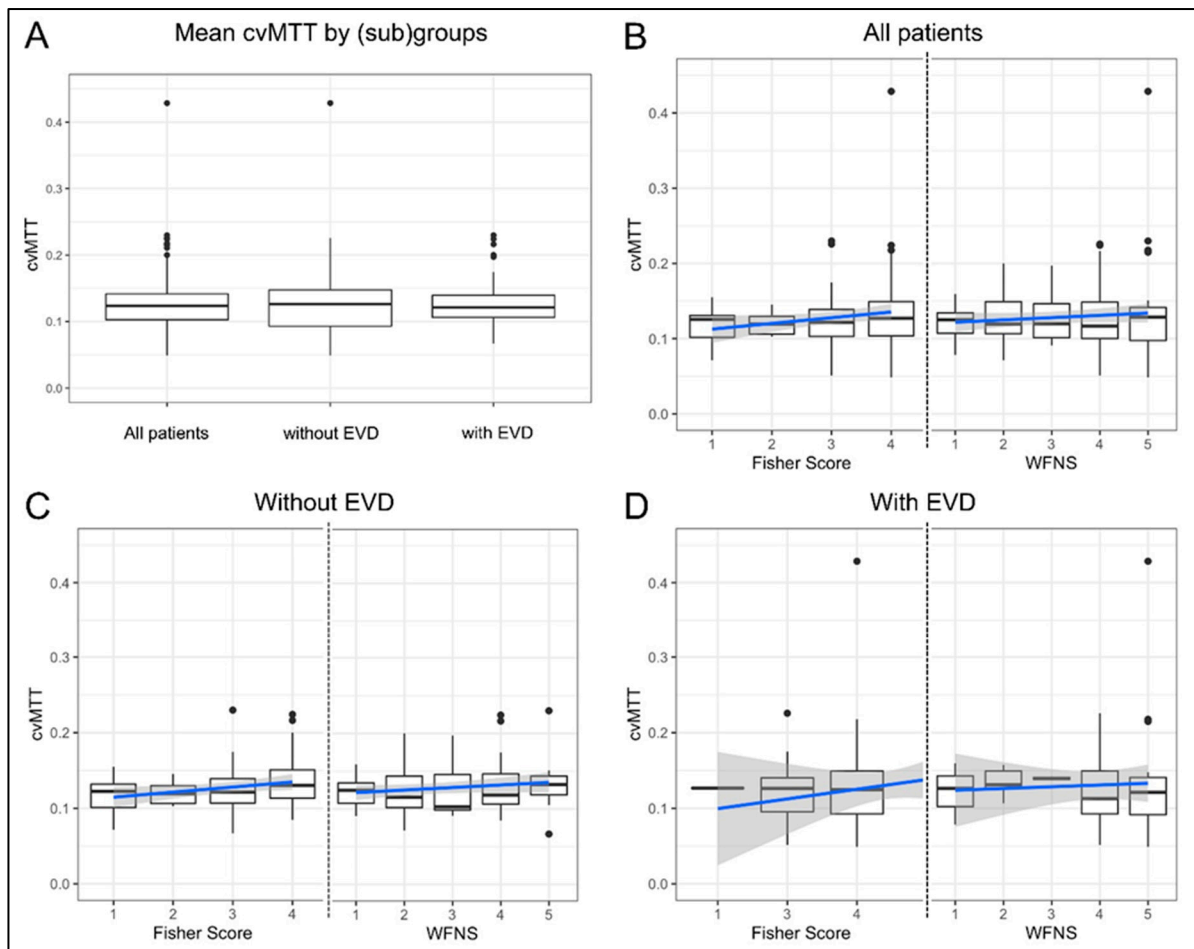 A Mean cvMTT by (sub)groups
cvMTT
0.4
0.3
0.2
0.1
0.0
All patients without EVD with EVD
B All patients
cvMTT
0.4
0.3
0.2
0.1
0.0
1 2 3 4 1 2 3 4 5
Fisher Score WFNS
C Without EVD
cvMTT
0.4
0.3
0.2
0.1
0.0
1 2 3 4 1 2 3 4 5
Fisher Score WFNS
D With EVD
cvMTT
0.4
0.3
0.2
0.1
0.0
1 3 4 1 2 3 4 5
Fisher Score WFNS